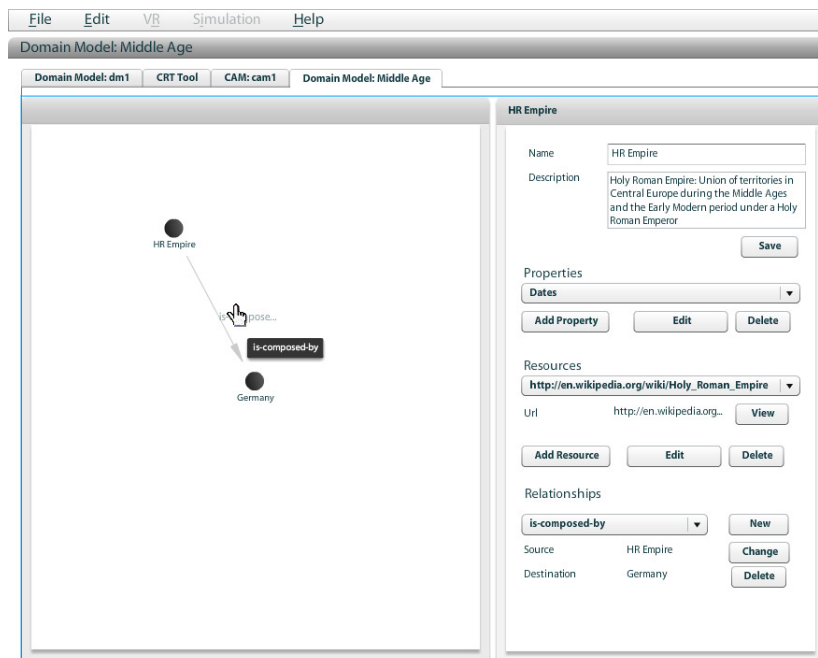 File Edit VR Simulation Help
Domain Model: Middle Age
Domain Model: dm1 CRT Tool CAM: cam1 Domain Model: Middle Age
HR Empire
Name HR Empire
Description Holy Roman Empire: Union of territories in
Central Europe during the Middle Ages
and the Early Modern period under a Holy
Roman Emperor
Save
Properties
Dates
Add Property Edit Delete
Resources
http://en.wikipedia.org/wiki/Holy_Roman_Empire
Url http://en.wikipedia.org... View
Add Resource Edit Delete
Relationships
is-composed-by New
Source HR Empire Change
Destination Germany Delete
HR Empire
is-c pose...
is-composed-by
Germany